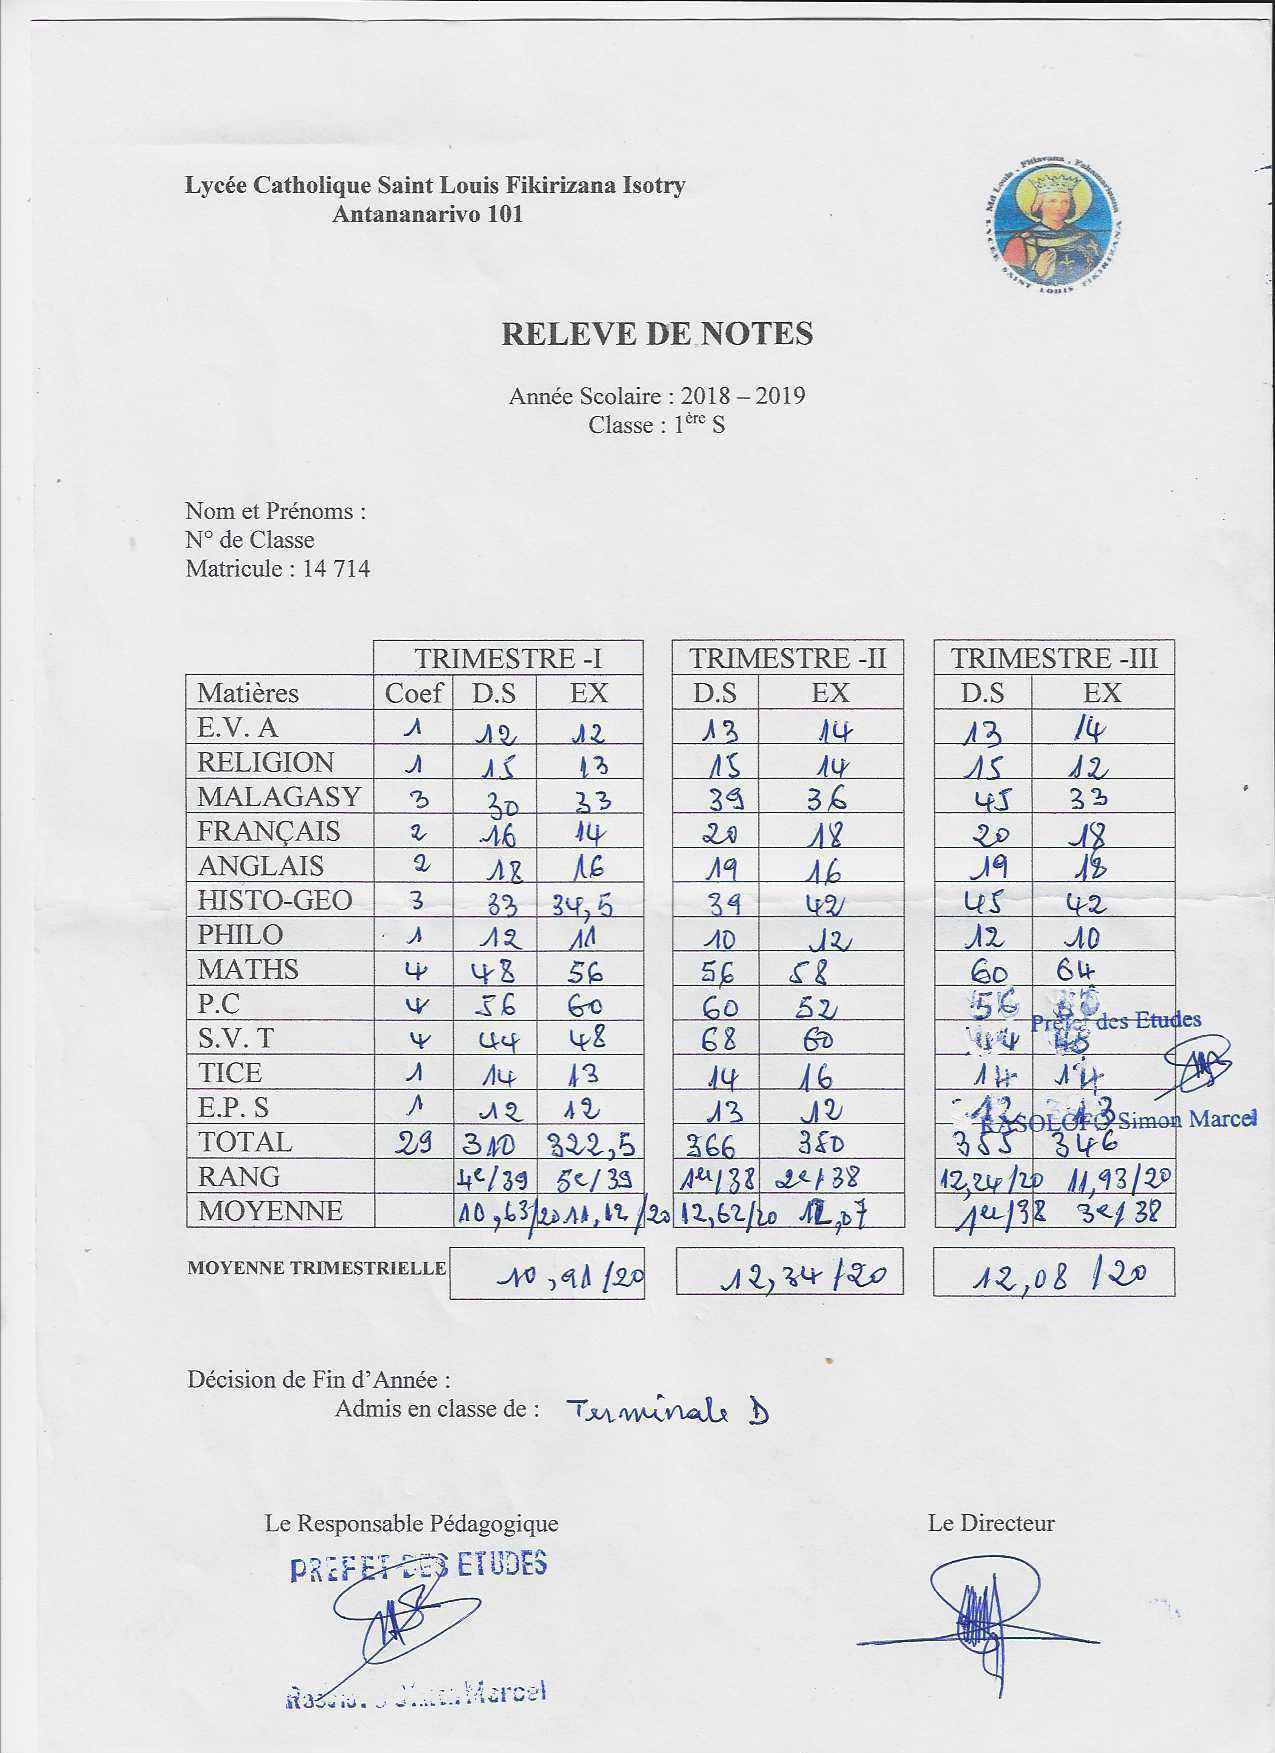 Lycée Catholique Saint Louis Fikirizana Isotry
Antananarivo 101
Md Louis . Fitiavana . Fahamarinana
LYCEE SAINT LOUIS FIKIRIZANA
RELEVE DE NOTES
Année Scolaire : 2018 – 2019
Classe : 1ère S
Nom et Prénoms :
N° de Classe
Matricule : 14 714
TRIMESTRE -I TRIMESTRE -II TRIMESTRE -III
Matières Coef D.S EX D.S EX D.S EX
E.V. A 1 12 12 13 14 13 14
RELIGION 1 15 13 15 14 15 12
MALAGASY 3 30 33 39 36 45 33
FRANÇAIS 2 16 14 20 18 20 18
ANGLAIS 2 18 16 19 16 19 18
HISTO-GEO 3 33 34,5 39 42 45 42
PHILO 1 12 11 10 12 12 10
MATHS 4 48 56 56 58 60 64
P.C 4 56 60 60 52 56
Préfet des Etudes
S.V. T 4 44 48 68 60 44 48
TICE 1 14 13 14 16 14 14
E.P. S 1 12 12 13 12 12 13
RASOLOFO Simon Marcel
TOTAL 29 310 322,5 366 350 355 346
RANG 4e/39 5e/39 1er/38 2e/38 12,24/20 11,93/20
MOYENNE 10,63/20 11,12/20 12,62/20 12,07 1er/38 3e/38
MOYENNE TRIMESTRIELLE 10,91/20 12,34/20 12,08/20
Décision de Fin d’Année :
Admis en classe de : Terminale D
Le Responsable Pédagogique Le Directeur
PREFET DES ETUDES
Marcel